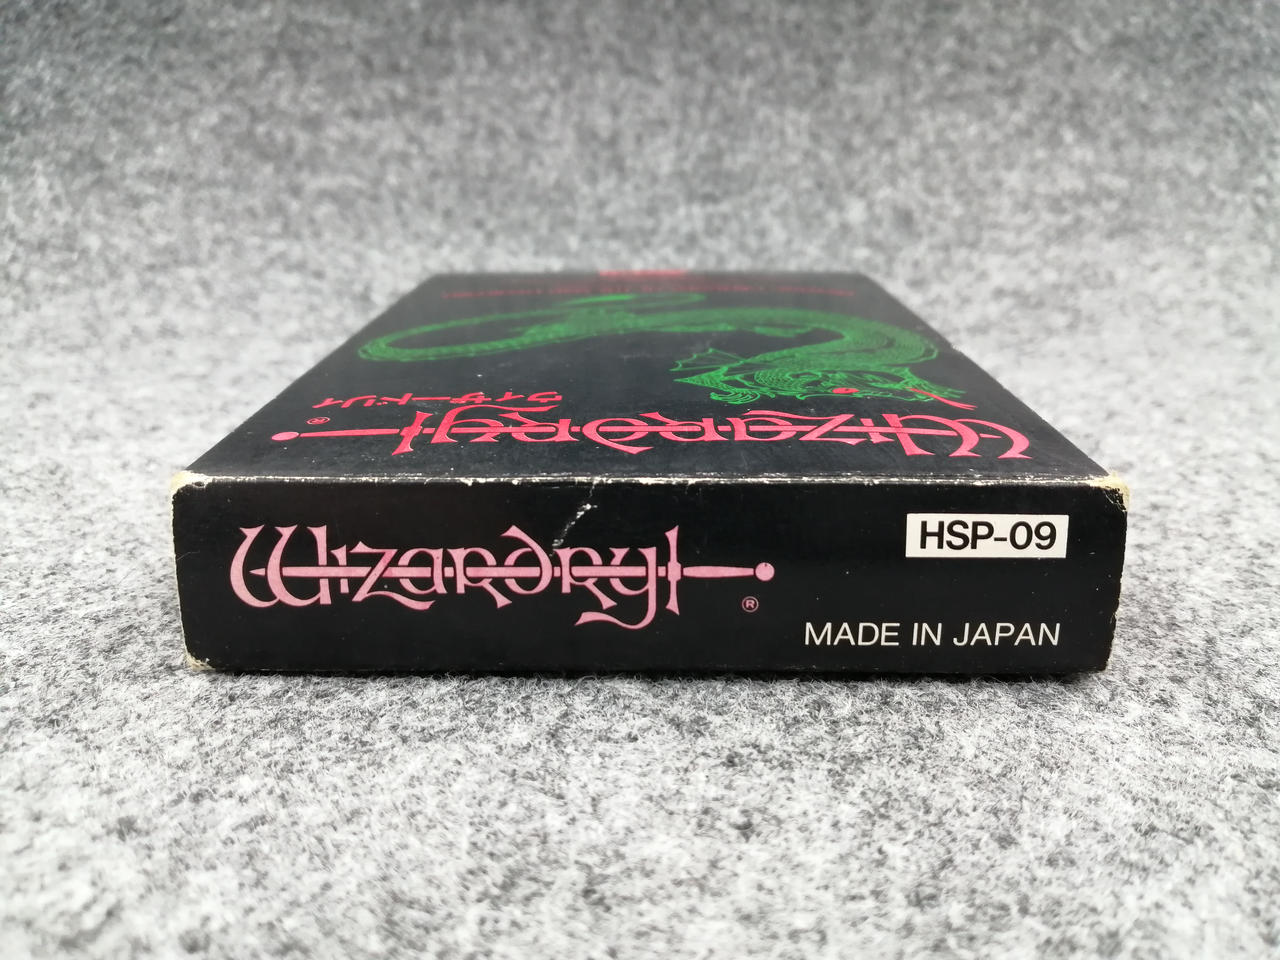 Wizardry®
ウィザードリィ
Wizardry®
HSP-09
MADE IN JAPAN